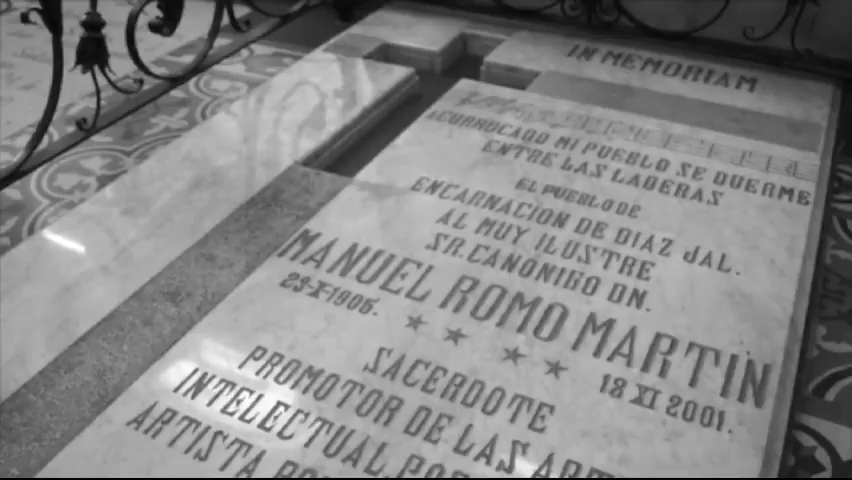 IN MEMORIAM
ACURRUCADO MI PUEBLO SE DUERME
ENTRE LAS LADERAS
EL PUEBLO DE
ENCARNACION DE DIAZ JAL.
AL MUY ILUSTRE
SR. CANONIGO DN.
MANUEL ROMO MARTIN
23-X-1905. 18 XI 2001.
SACERDOTE
PROMOTOR DE LAS
INTELECTUAL
ARTISTA